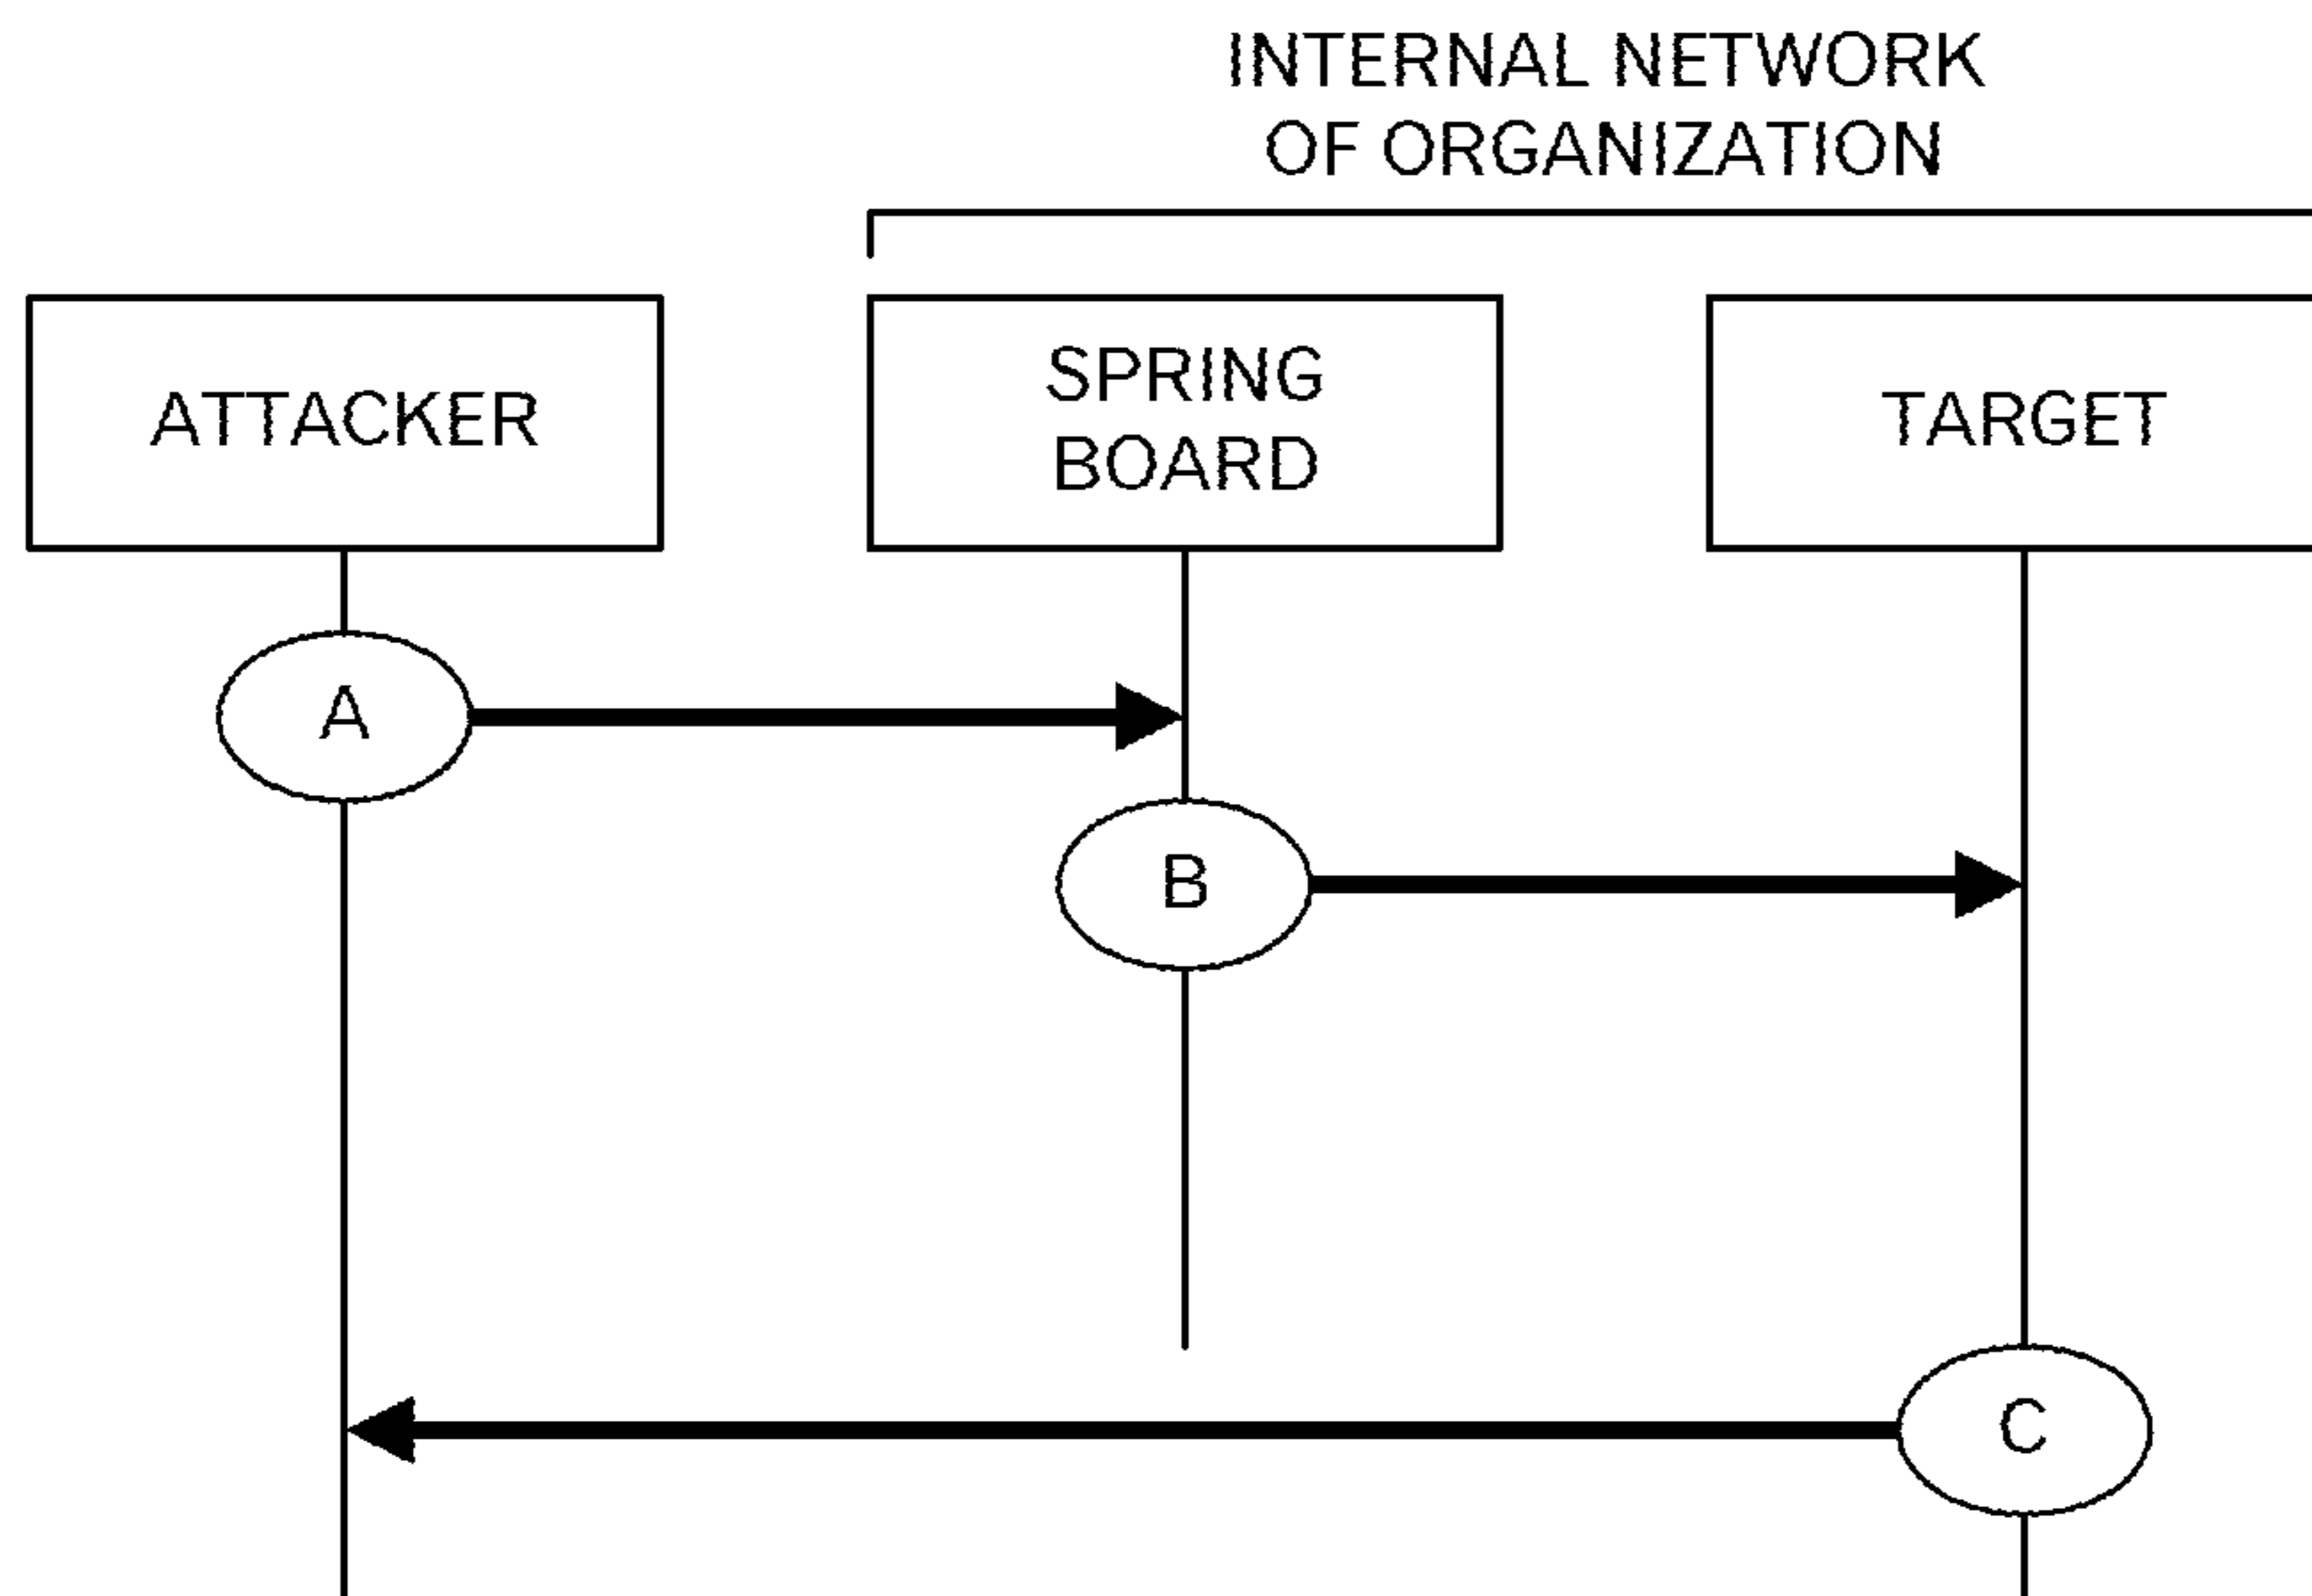 INTERNAL NETWORK
OF ORGANIZATION
ATTACKER
SPRING
BOARD
TARGET
A
B
C